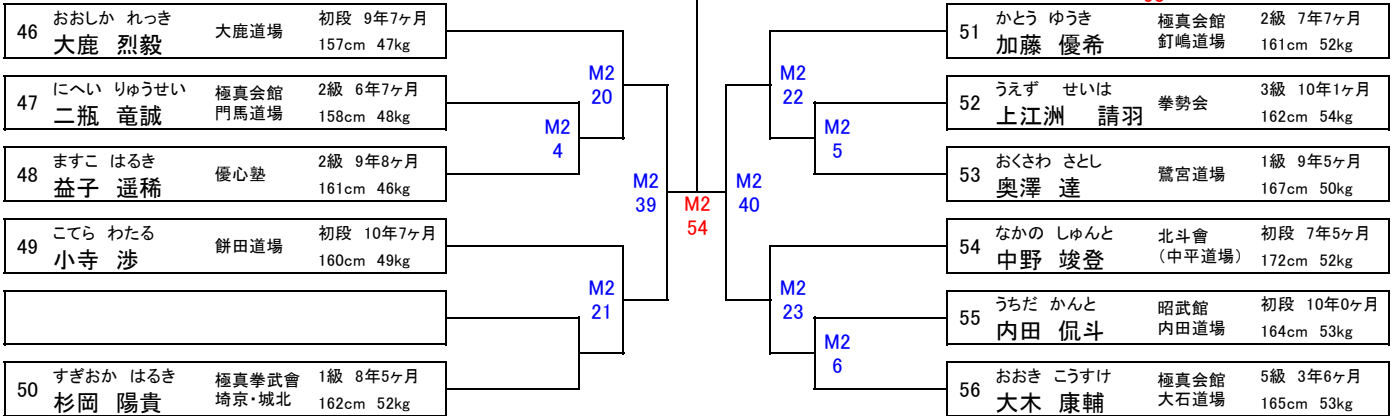 46 おおしか れっき 大鹿道場 初段 9年7ヶ月
大鹿 烈毅 157cm 47kg
47 にへい りゅうせい 極真会館 2級 6年7ヶ月
二瓶 竜誠 門馬道場 158cm 48kg
48 ますこ はるき 優心塾 2級 9年8ヶ月
益子 遥稀 161cm 46kg
49 こてら わたる 餅田道場 初段 10年7ヶ月
小寺 渉 160cm 49kg
50 すぎおか はるき 極真拳武會 1級 8年5ヶ月
杉岡 陽貴 埼京・城北 162cm 52kg
M2
20
M2
4
M2
39
M2
21
M2
54
M2
40
M2
22
M2
5
M2
23
M2
6
51 かとう ゆうき 極真会館 2級 7年7ヶ月
加藤 優希 釘嶋道場 161cm 52kg
52 うえず せいは 拳勢会 3級 10年1ヶ月
上江洲 請羽 162cm 54kg
53 おくさわ さとし 鷲宮道場 1級 9年5ヶ月
奥澤 達 167cm 50kg
54 なかの しゅんと 北斗會 初段 7年5ヶ月
中野 竣登 (中平道場) 172cm 52kg
55 うちだ かんと 昭武館 初段 10年0ヶ月
内田 侃斗 内田道場 164cm 53kg
56 おおき こうすけ 極真会館 5級 3年6ヶ月
大木 康輔 大石道場 165cm 53kg